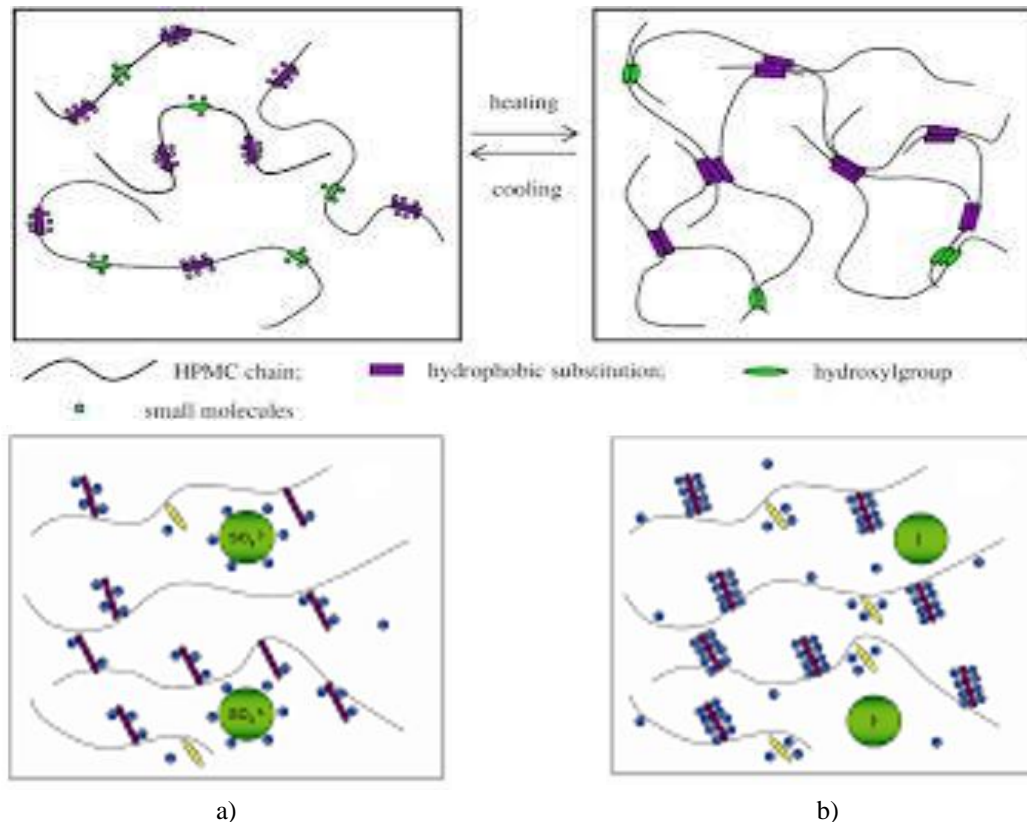 heating
cooling
HPMC chain; hydrophobic substitution; hydroxylgroup
small molecules
SO₄²⁻
I
SO₄²⁻
I
a) b)